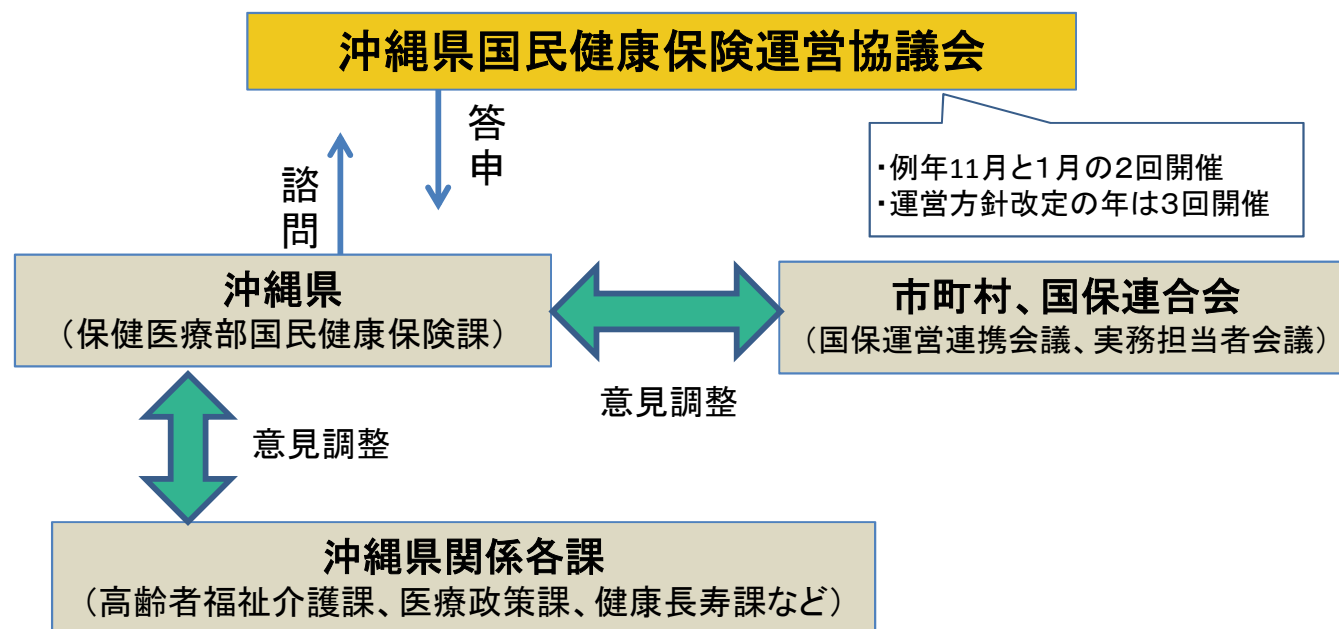 沖縄県国民健康保険運営協議会
答申
諮問
・例年11月と1月の2回開催
・運営方針改定の年は3回開催
沖縄県
（保健医療部国民健康保険課）
市町村、国保連合会
（国保運営連携会議、実務担当者会議）
意見調整
意見調整
沖縄県関係各課
（高齢者福祉介護課、医療政策課、健康長寿課など）